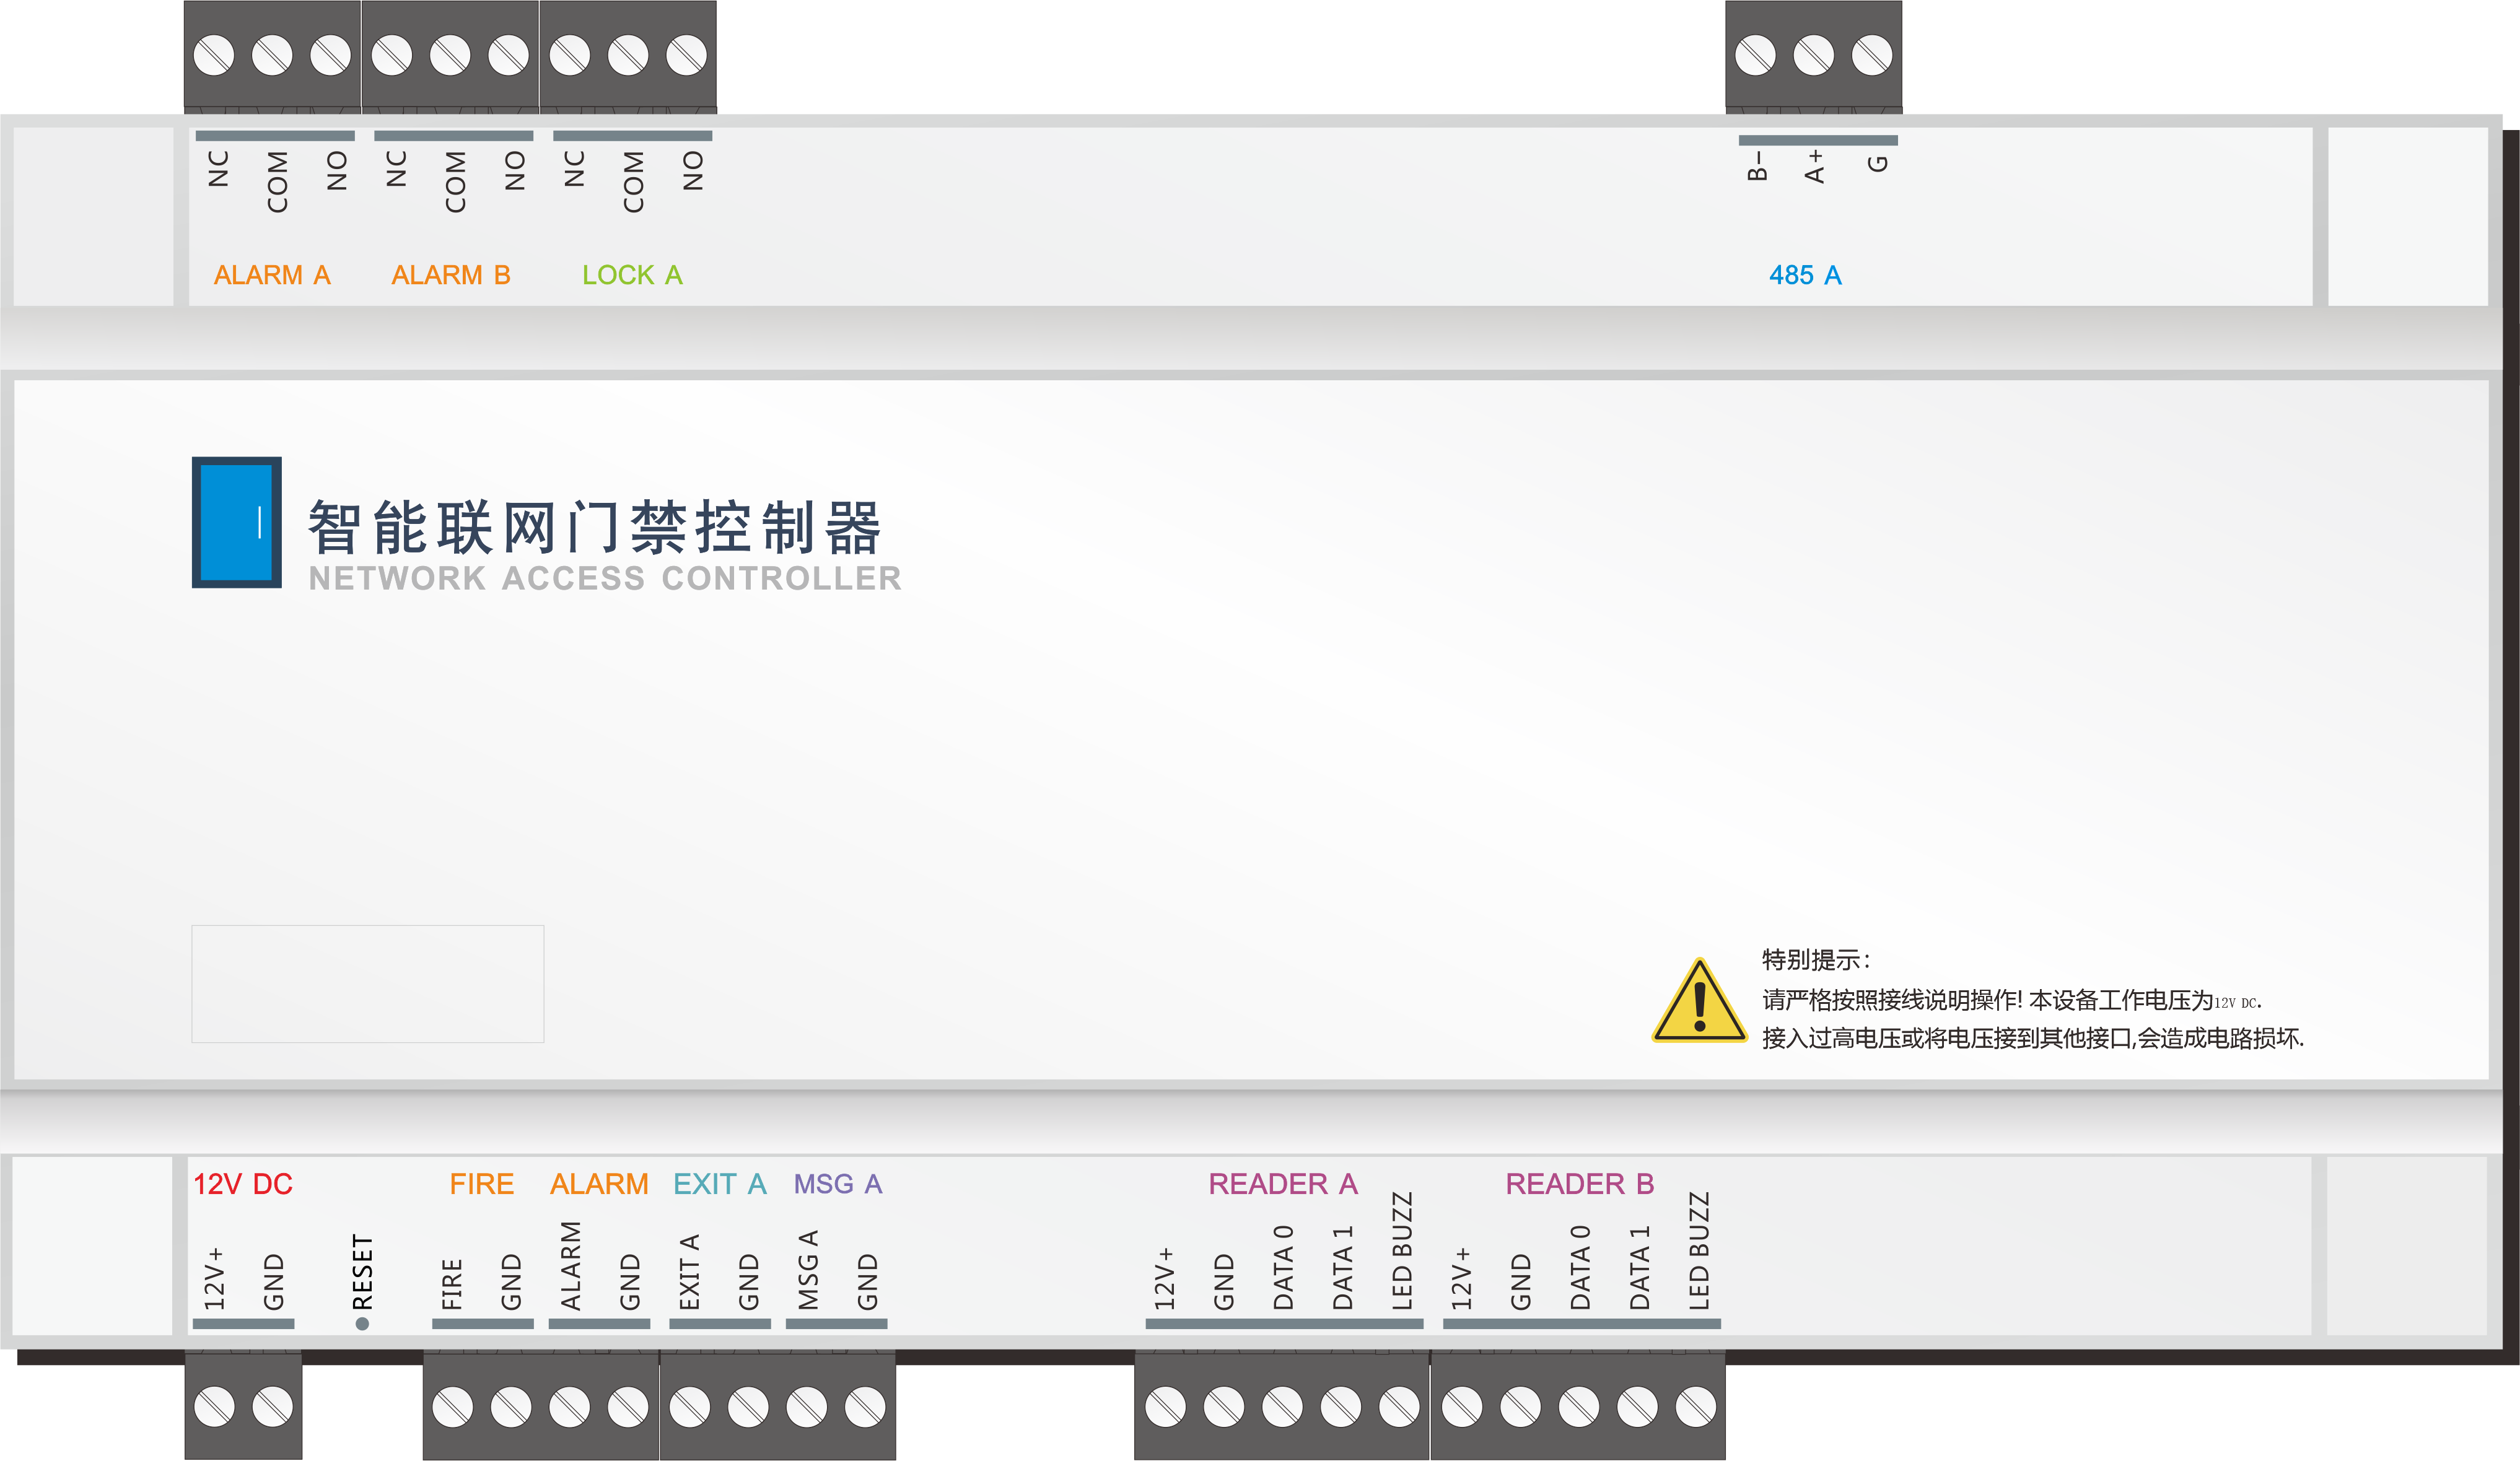 NC COM NO NC COM NO NC COM NO B- A+ G
ALARM A ALARM B LOCK A 485 A
智能联网门禁控制器
NETWORK ACCESS CONTROLLER
特别提示：
请严格按照接线说明操作! 本设备工作电压为12V DC.
接入过高电压或将电压接到其他接口,会造成电路损坏.
12V DC FIRE ALARM EXIT A MSG A READER A READER B
12V+ GND RESET FIRE GND ALARM GND EXIT A GND MSG A GND 12V+ GND DATA 0 DATA 1 LED BUZZ 12V+ GND DATA 0 DATA 1 LED BUZZ